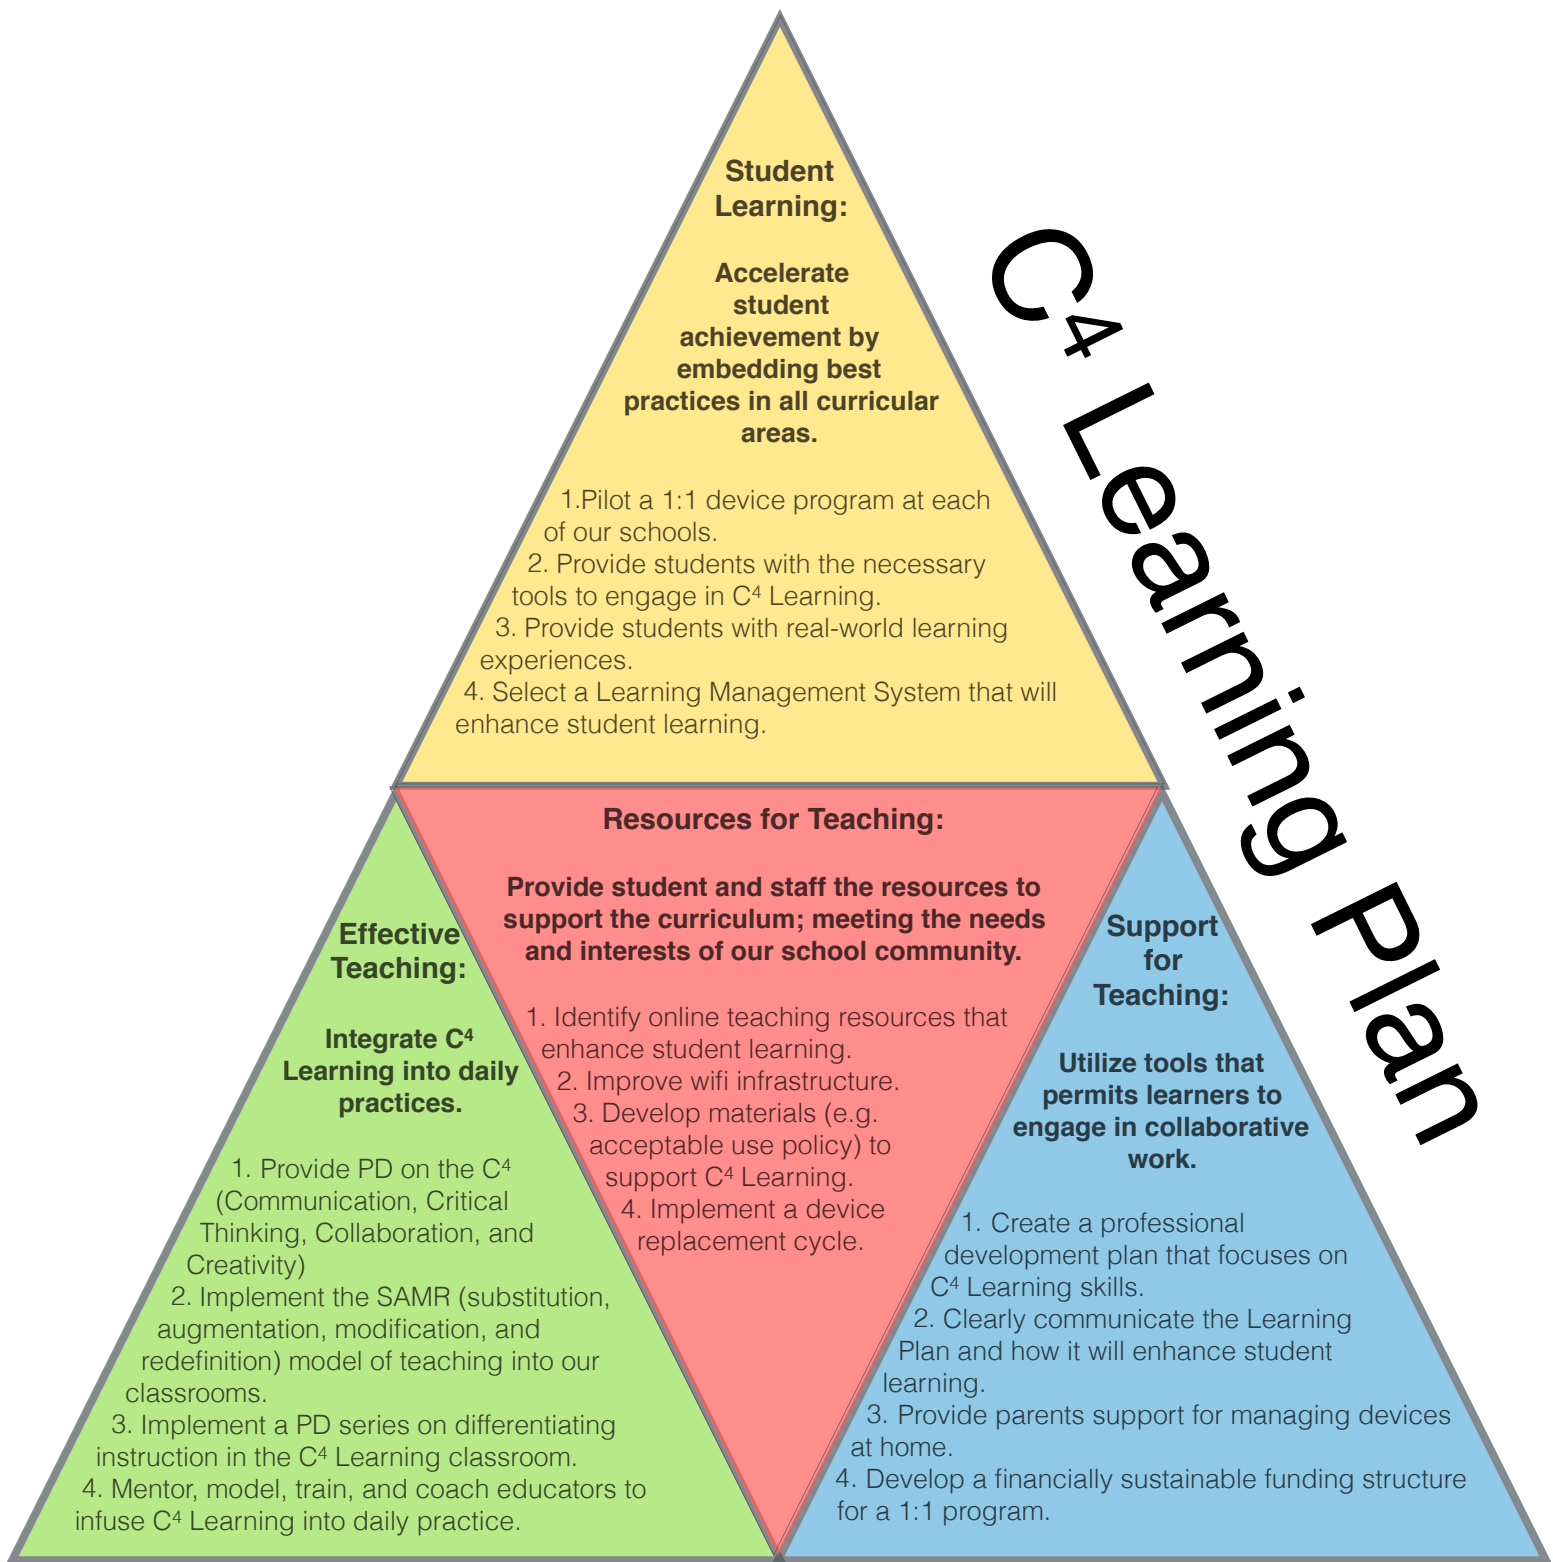 C⁴ Learning Plan
Student
Learning:
Accelerate
student
achievement by
embedding best
practices in all curricular
areas.
1.Pilot a 1:1 device program at each
of our schools.
2. Provide students with the necessary
tools to engage in C⁴ Learning.
3. Provide students with real-world learning
experiences.
4. Select a Learning Management System that will
enhance student learning.
Effective
Teaching:
Integrate C⁴
Learning into daily
practices.
1. Provide PD on the C⁴
(Communication, Critical
Thinking, Collaboration, and
Creativity)
2. Implement the SAMR (substitution,
augmentation, modification, and
redefinition) model of teaching into our
classrooms.
3. Implement a PD series on differentiating
instruction in the C⁴ Learning classroom.
4. Mentor, model, train, and coach educators to
infuse C⁴ Learning into daily practice.
Resources for Teaching:
Provide student and staff the resources to
support the curriculum; meeting the needs
and interests of our school community.
1. Identify online teaching resources that
enhance student learning.
2. Improve wifi infrastructure.
3. Develop materials (e.g.
acceptable use policy) to
support C⁴ Learning.
4. Implement a device
replacement cycle.
Support
for
Teaching:
Utilize tools that
permits learners to
engage in collaborative
work.
1. Create a professional
development plan that focuses on
C⁴ Learning skills.
2. Clearly communicate the Learning
Plan and how it will enhance student
learning.
3. Provide parents support for managing devices
at home.
4. Develop a financially sustainable funding structure
for a 1:1 program.